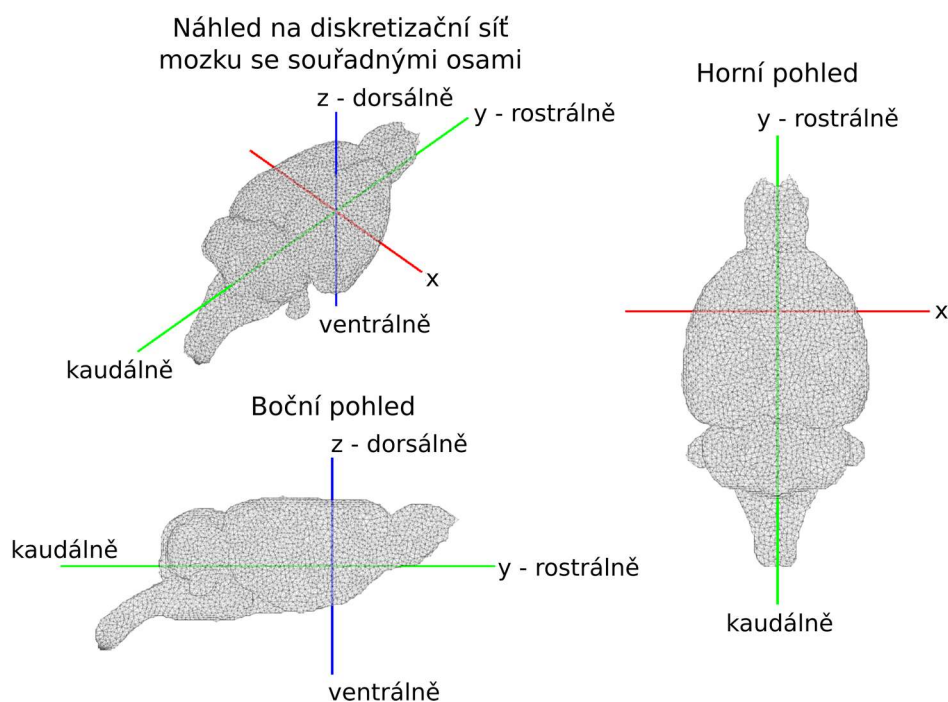 Náhled na diskretizační síť
mozku se souřadnými osami
z - dorsálně
y - rostrálně
x
ventrálně
kaudálně
Horní pohled
y - rostrálně
x
kaudálně
Boční pohled
z - dorsálně
kaudálně
y - rostrálně
ventrálně